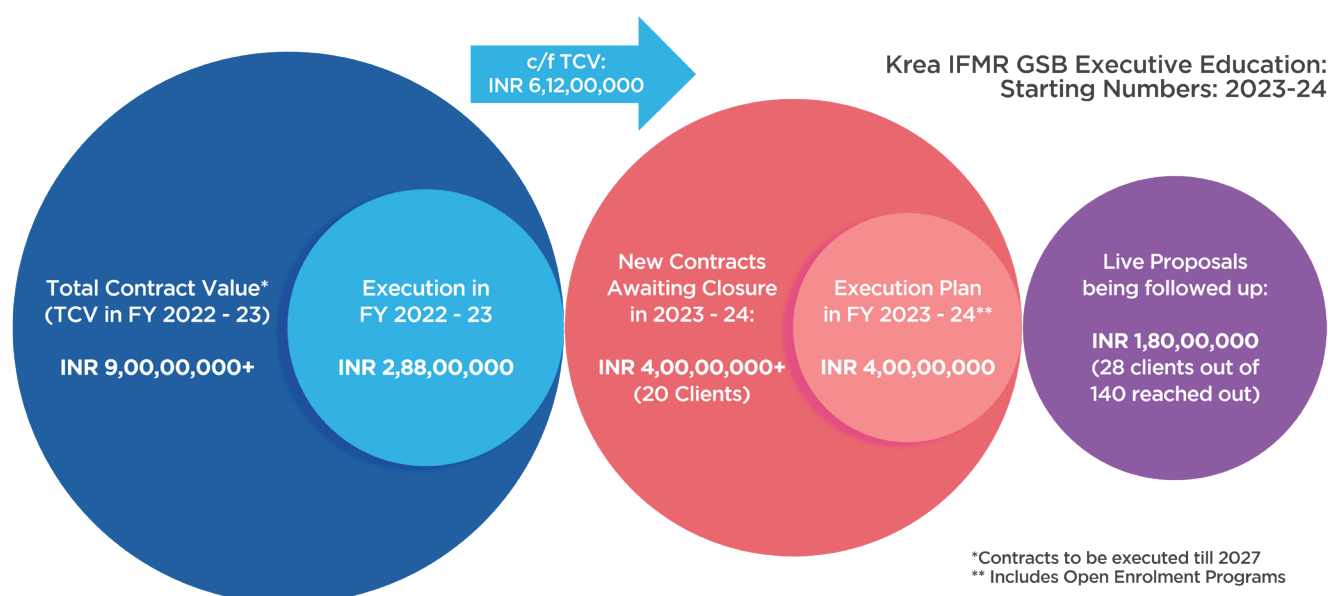 c/f TCV:
INR 6,12,00,000
Krea IFMR GSB Executive Education:
Starting Numbers: 2023-24
Total Contract Value*
(TCV in FY 2022 - 23)
INR 9,00,00,000+
Execution in
FY 2022 - 23
INR 2,88,00,000
New Contracts
Awaiting Closure
in 2023 - 24:
INR 4,00,00,000+
(20 Clients)
Execution Plan
in FY 2023 - 24**
INR 4,00,00,000
Live Proposals
being followed up:
INR 1,80,00,000
(28 clients out of
140 reached out)
*Contracts to be executed till 2027
** Includes Open Enrolment Programs